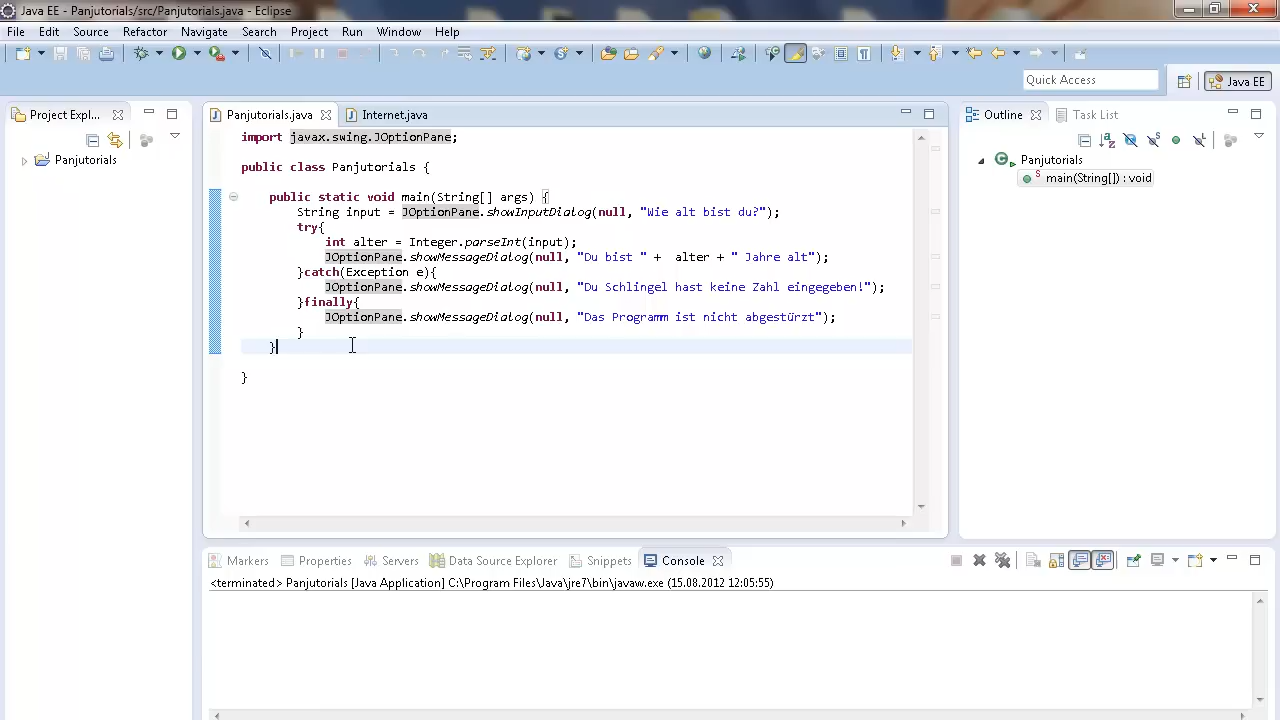 Java EE - Panjutorials/src/Panjutorials.java - Eclipse
File Edit Source Refactor Navigate Search Project Run Window Help
Quick Access
Java EE
Project Expl..
Panjutorials.java
Internet.java
Outline
Task List
Panjutorials
import javax.swing.JOptionPane;
public class Panjutorials {
public static void main(String[] args) {
String input = JOptionPane.showInputDialog(null, "Wie alt bist du?");
try{
int alter = Integer.parseInt(input);
JOptionPane.showMessageDialog(null, "Du bist " + alter + " Jahre alt");
}catch(Exception e){
JOptionPane.showMessageDialog(null, "Du Schlingel hast keine Zahl eingegeben!");
}finally{
JOptionPane.showMessageDialog(null, "Das Programm ist nicht abgestürzt");
}
}
}
Panjutorials
main(String[]) : void
Markers Properties Servers Data Source Explorer Snippets Console
<terminated> Panjutorials [Java Application] C:\Program Files\Java\jre7\bin\javaw.exe (15.08.2012 12:05:55)